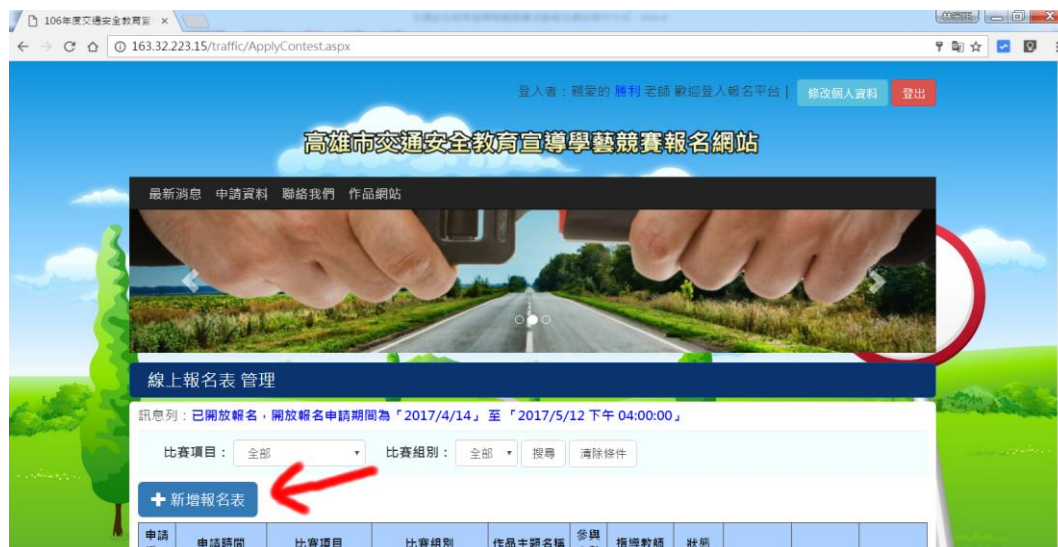 106年度交通安全教育宣
163.32.223.15/traffic/ApplyContest.aspx
登入者：親愛的 勝利 老師 歡迎登入報名平台 |
修改個人資料
登出
高雄市交通安全教育宣導學藝競賽報名網站
最新消息 申請資料 聯絡我們 作品網站
線上報名表 管理
訊息列：已開放報名，開放報名申請期間為「2017/4/14」至「2017/5/12 下午 04:00:00」
比賽項目： 全部 比賽組別： 全部 搜尋 清除條件
新增報名表
申請 申請時間 比賽項目 比賽組別 作品主題名稱 參與 指導教師 狀態